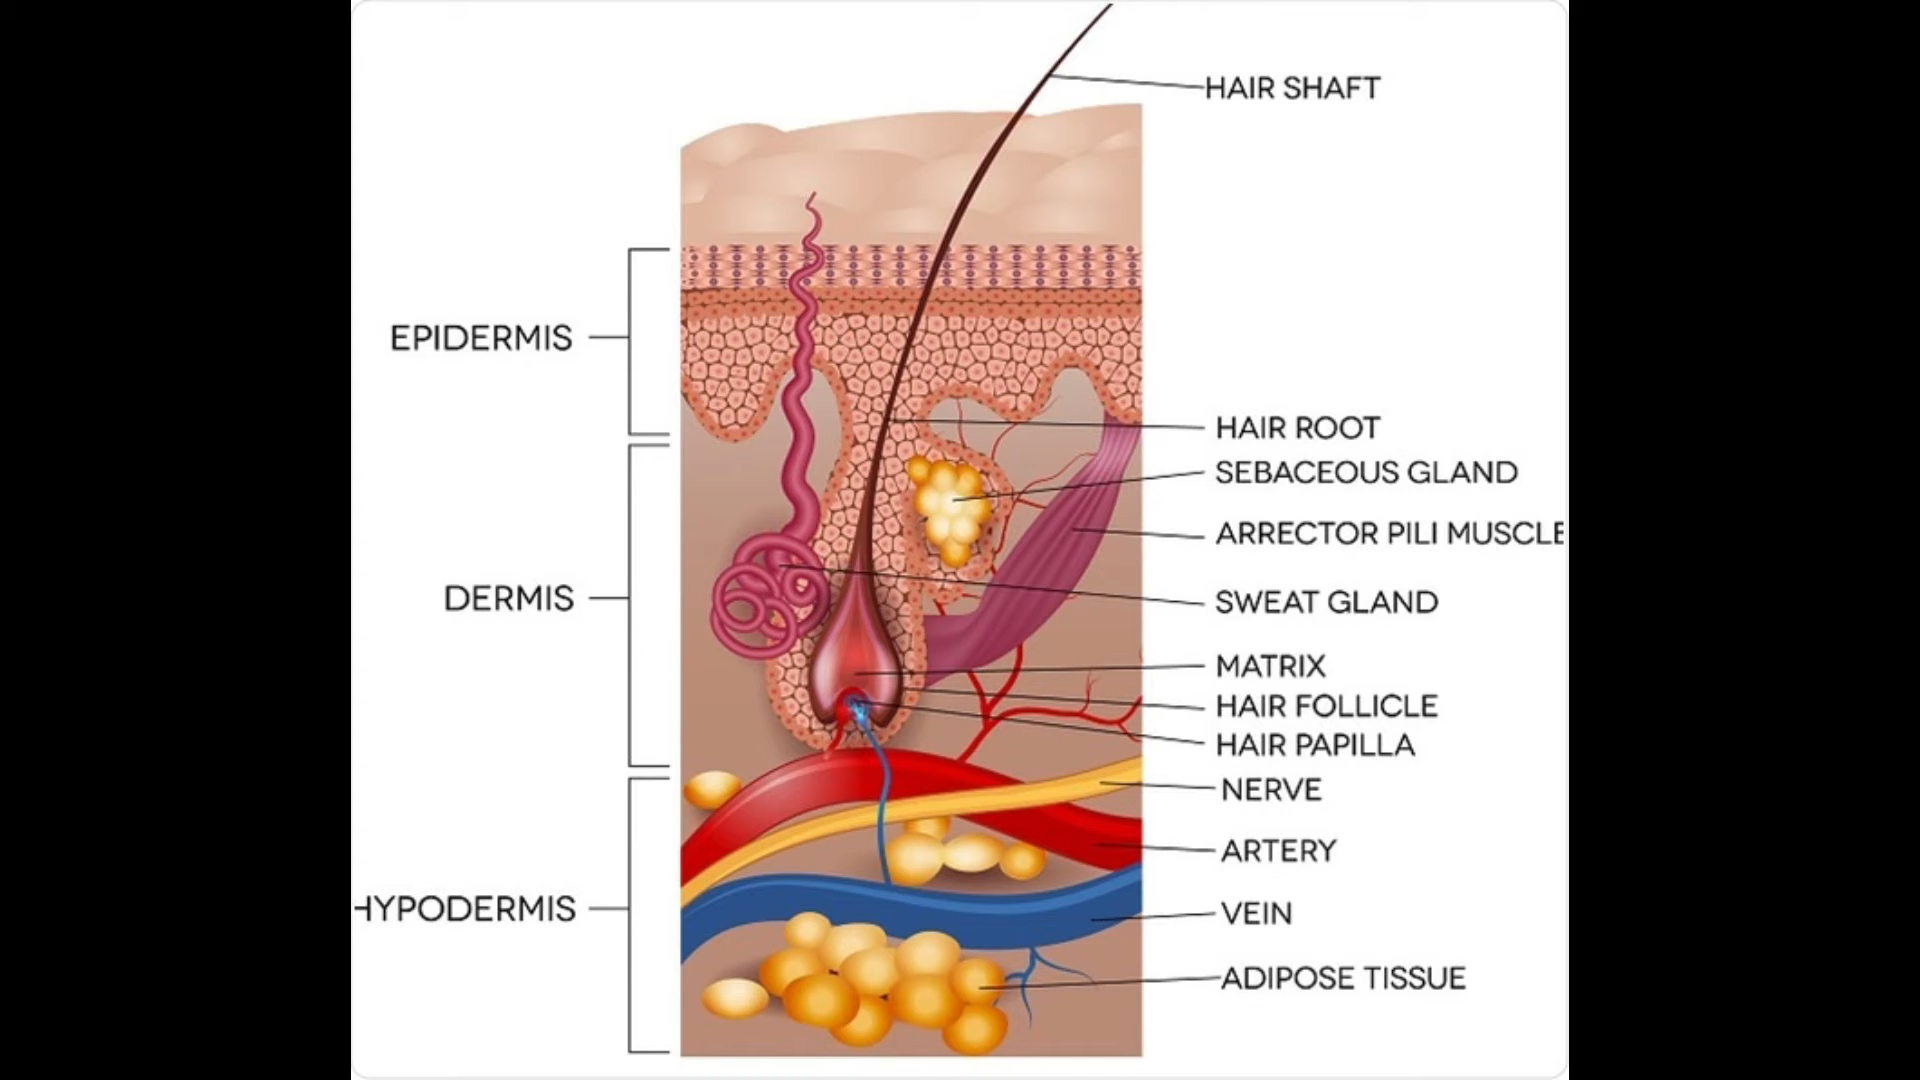 HAIR SHAFT
EPIDERMIS
HAIR ROOT
SEBACEOUS GLAND
ARRECTOR PILI MUSCLE
DERMIS
SWEAT GLAND
MATRIX
HAIR FOLLICLE
HAIR PAPILLA
NERVE
ARTERY
HYPODERMIS
VEIN
ADIPOSE TISSUE